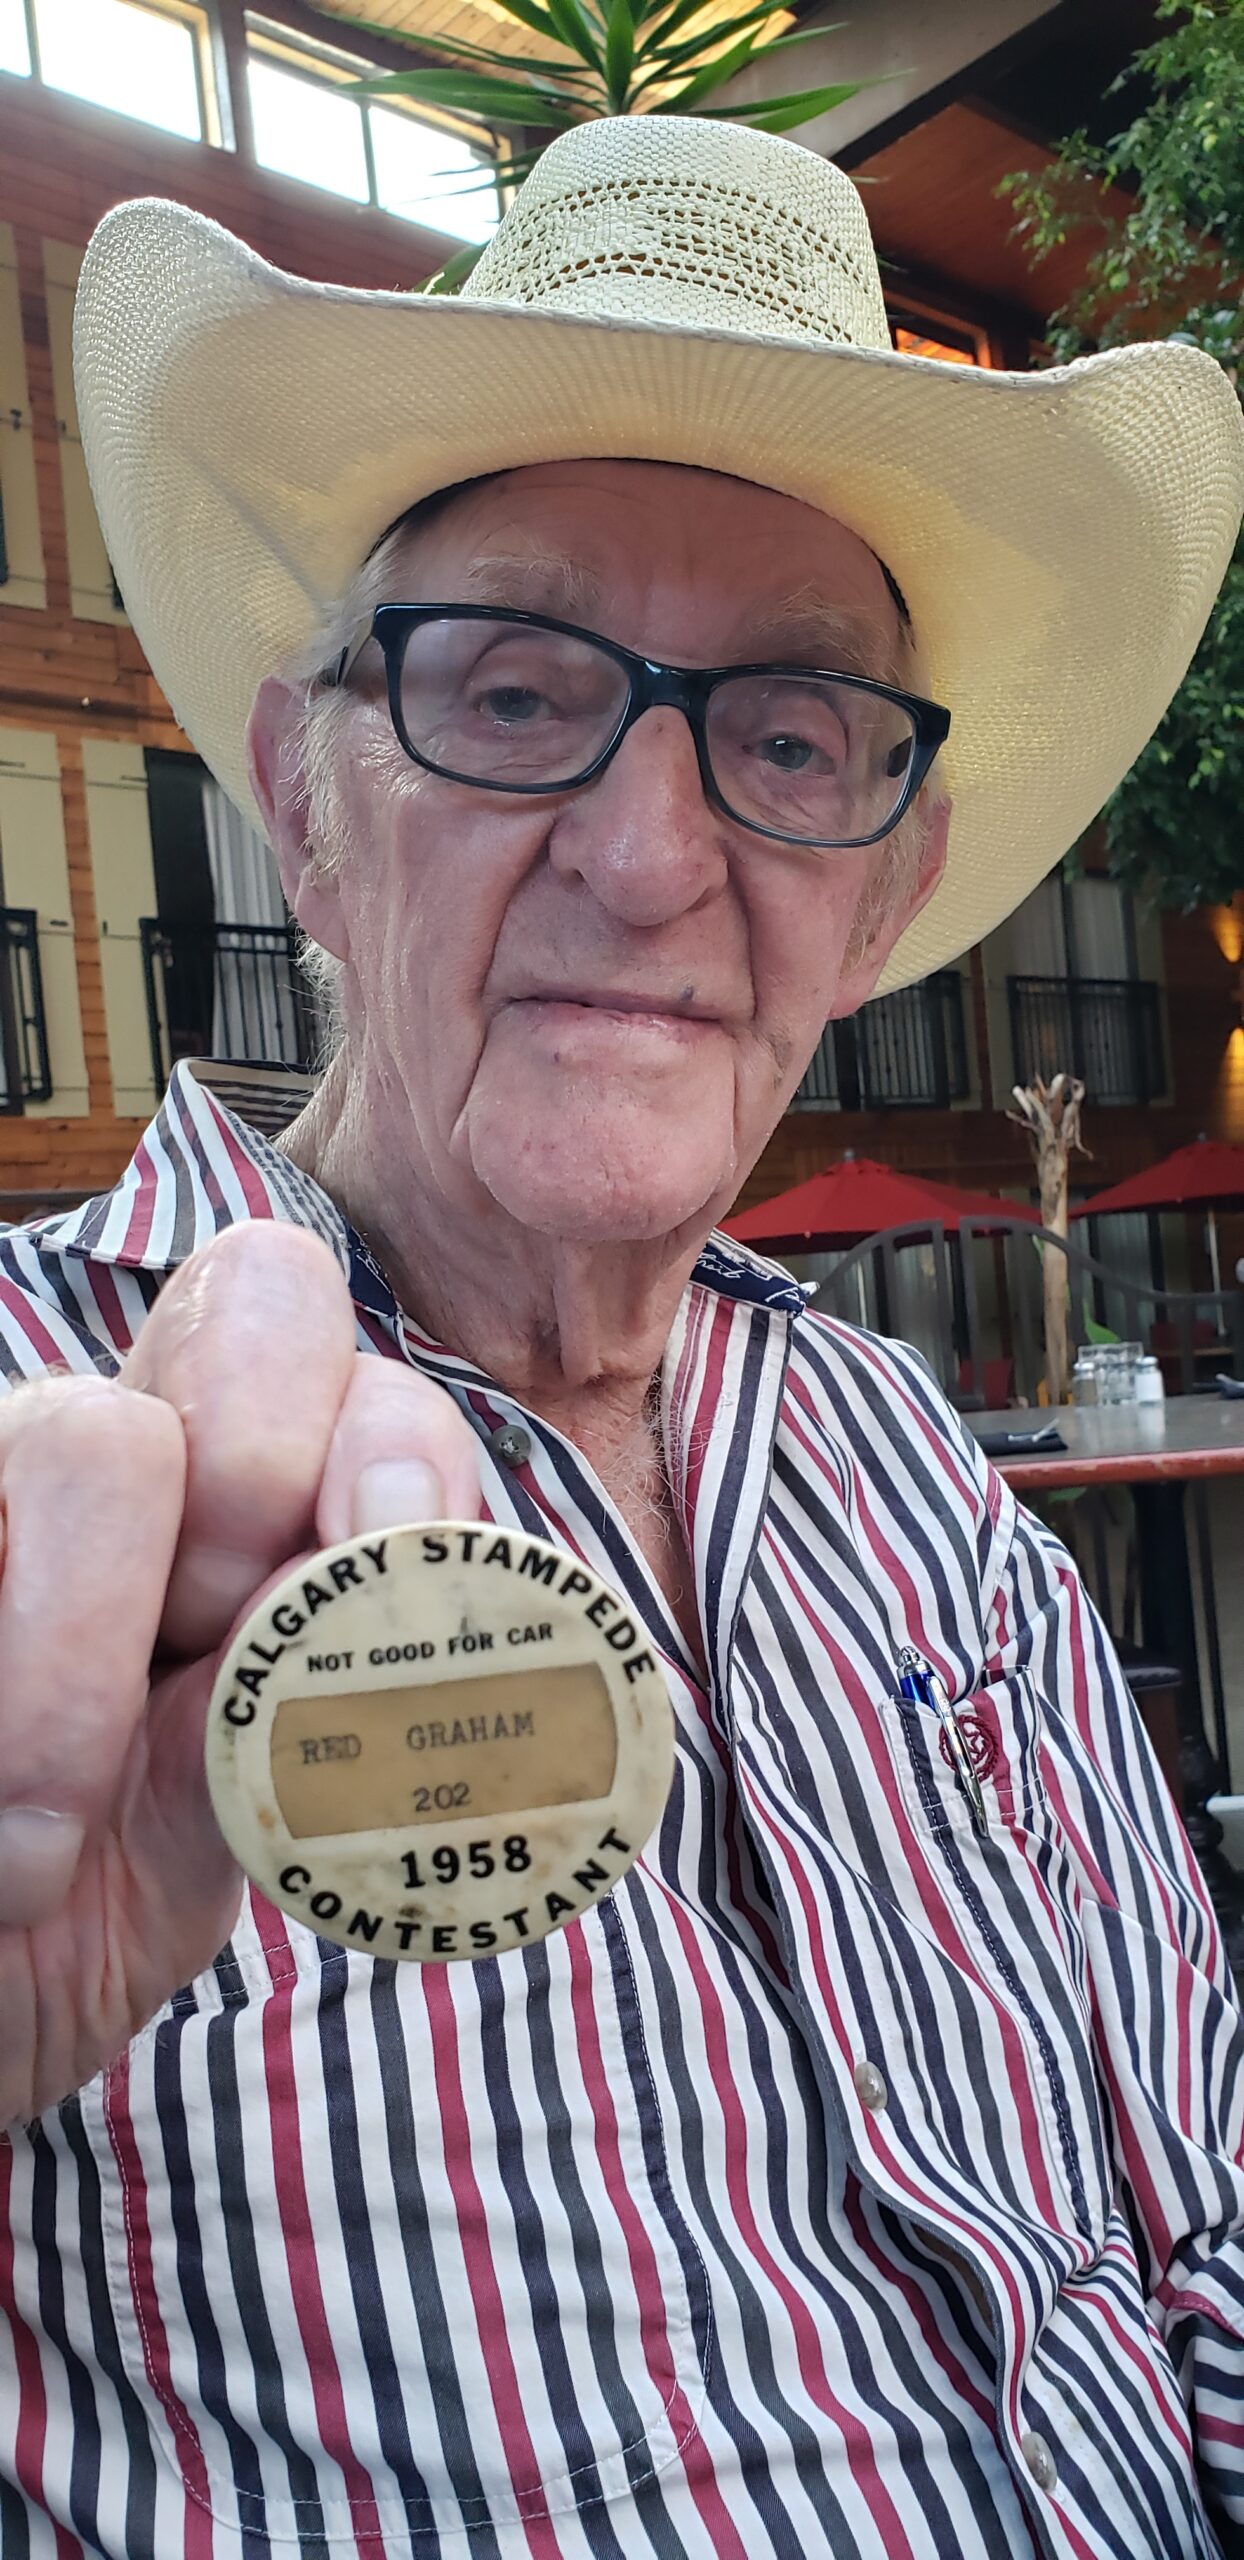 CALGARY STAMPEDE
NOT GOOD FOR CAR
RED GRAHAM
202
1958
CONTESTANT